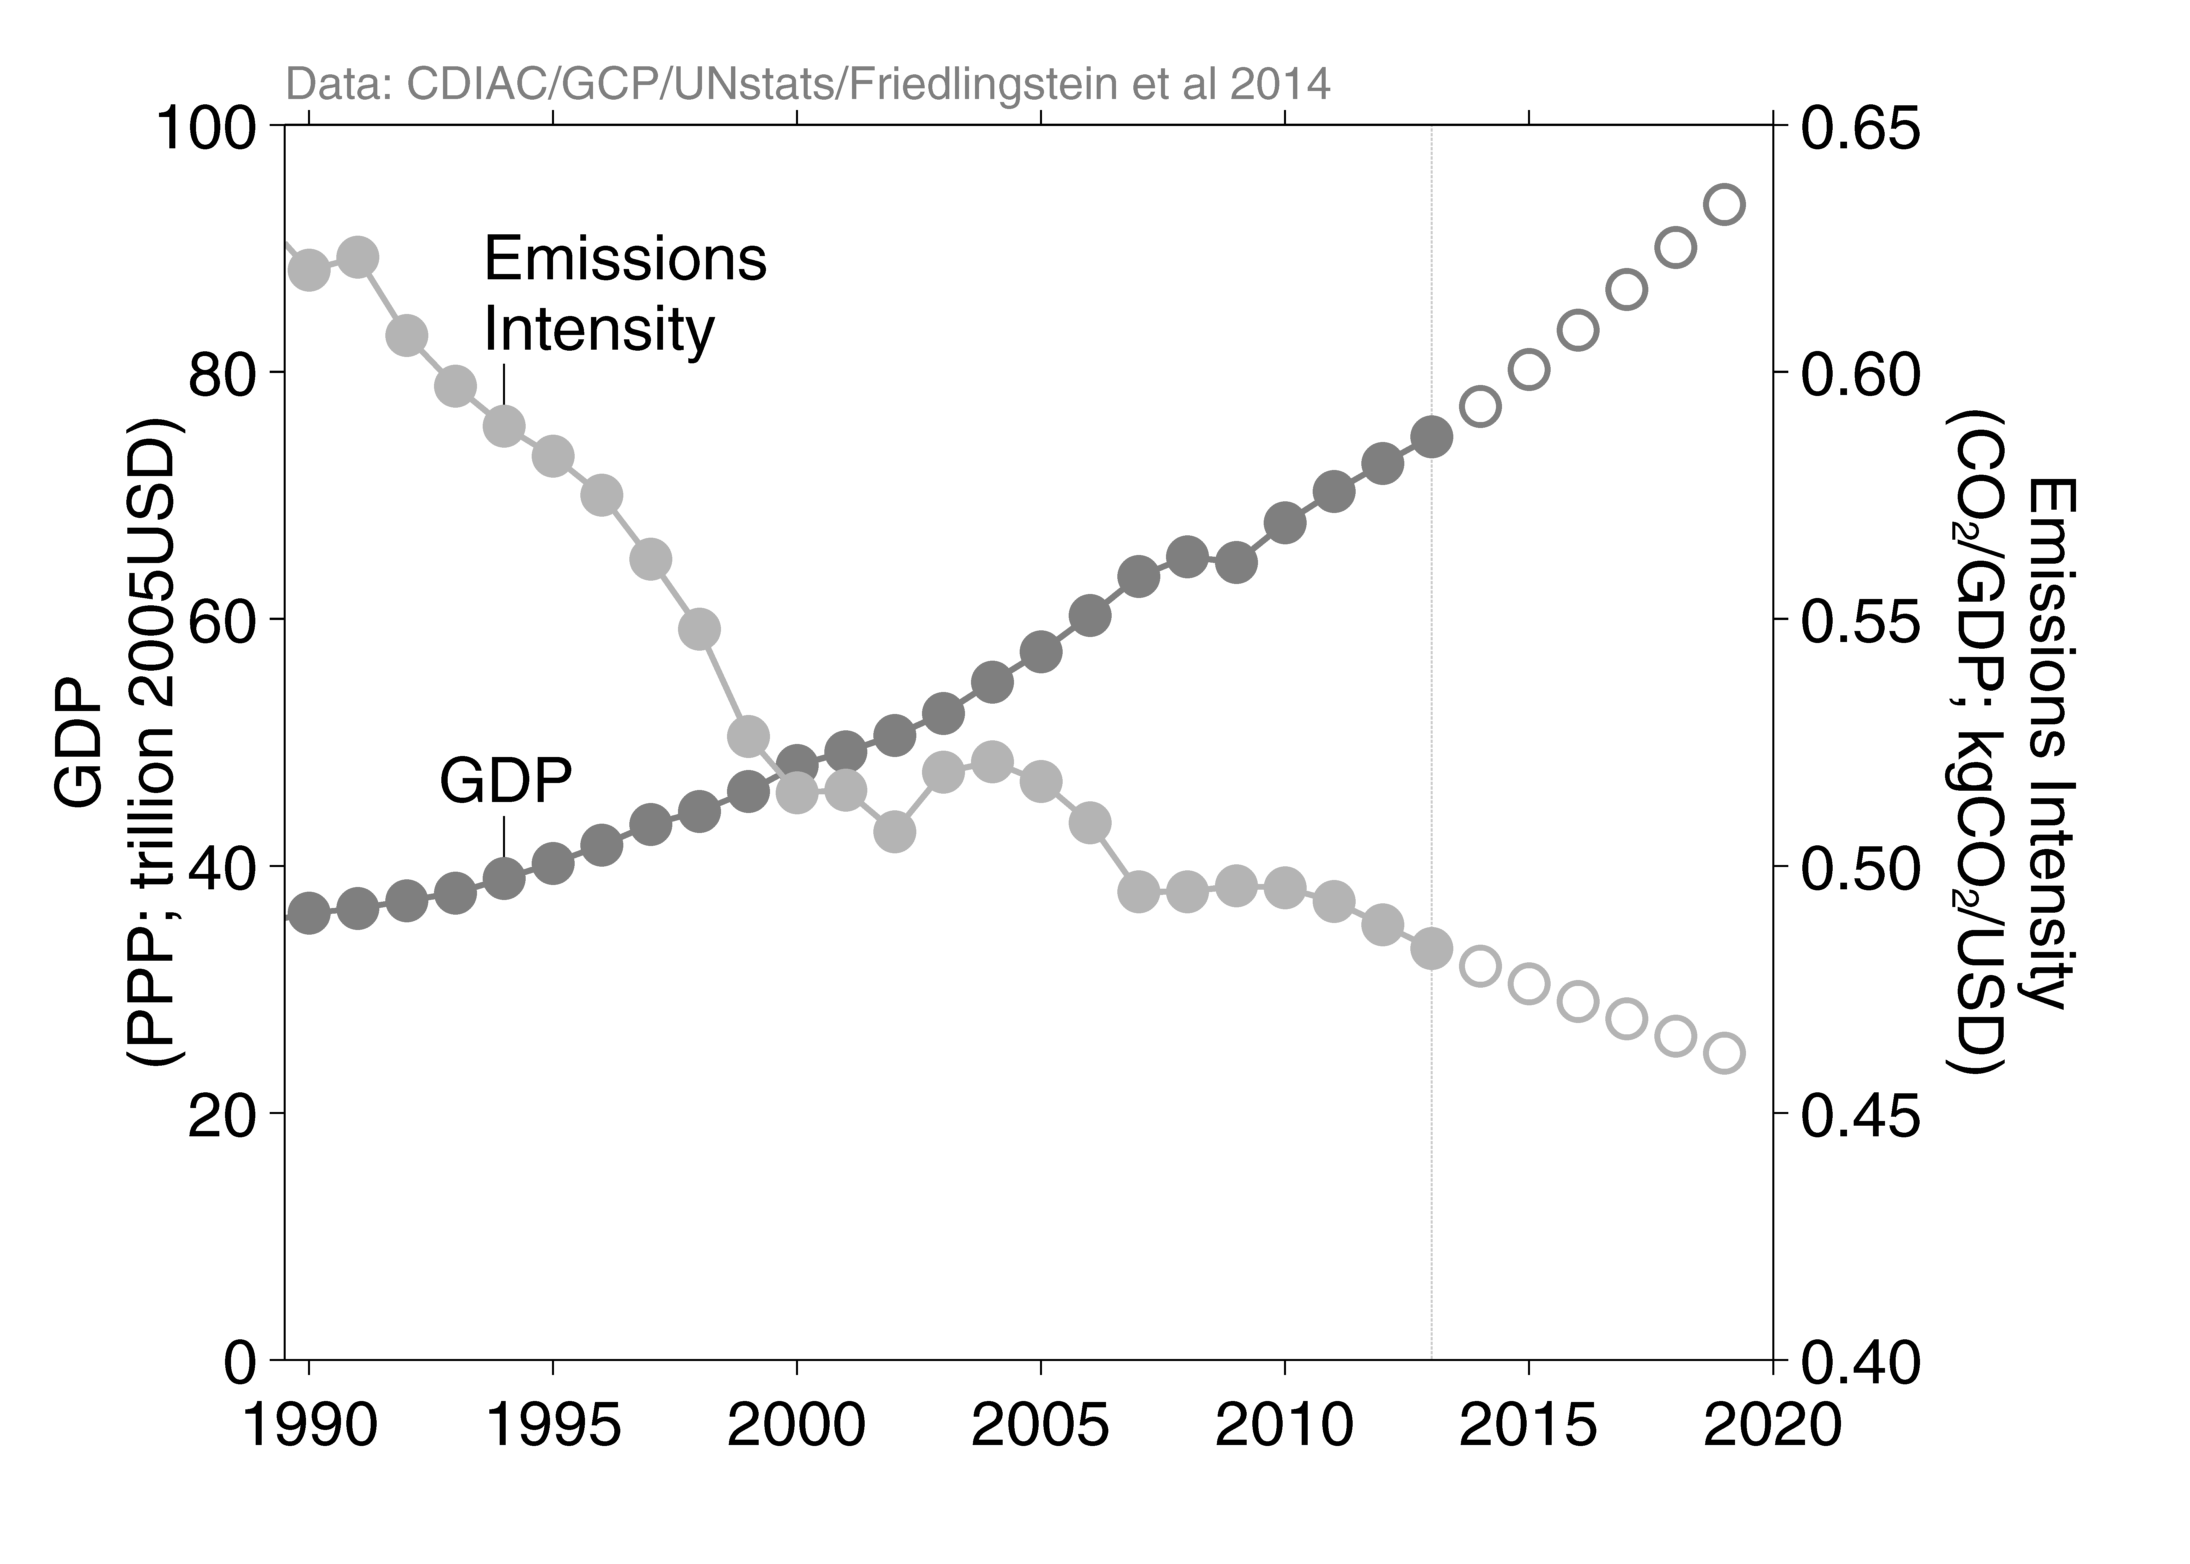 Data: CDIAC/GCP/UNstats/Friedlingstein et al 2014
100
80
60
40
20
0
GDP
(PPP; trillion 2005USD)
Emissions
Intensity
GDP
0.65
0.60
0.55
0.50
0.45
0.40
Emissions Intensity
(CO₂/GDP; kgCO₂/USD)
1990
1995
2000
2005
2010
2015
2020